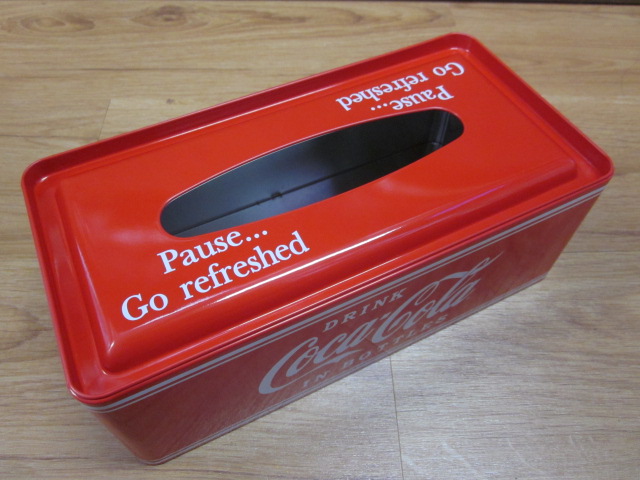 Pause...
Go refreshed
Pause...
Go refreshed
DRINK
Coca-Cola
IN BOTTLES